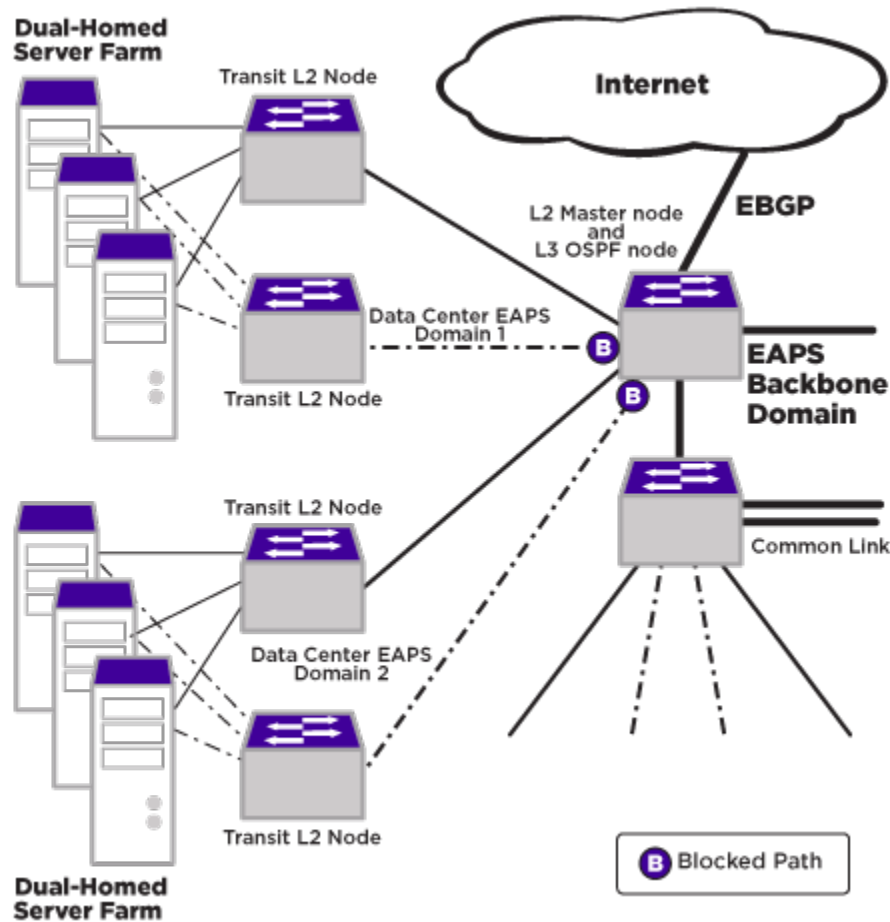 Dual-Homed
Server Farm
Transit L2 Node
Internet
L2 Master node
and
L3 OSPF node
EBGP
Data Center EAPS
Domain 1
B
B
EAPS
Backbone
Domain
Transit L2 Node
Transit L2 Node
Common Link
Data Center EAPS
Domain 2
Transit L2 Node
B Blocked Path
Dual-Homed
Server Farm